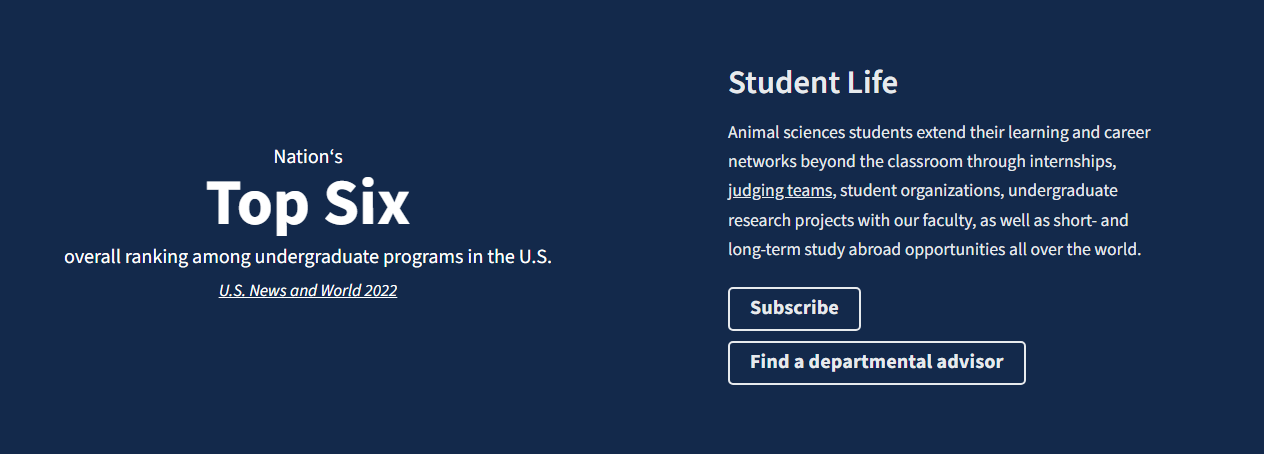 Nation‘s
Top Six
overall ranking among undergraduate programs in the U.S.
U.S. News and World 2022
Student Life
Animal sciences students extend their learning and career
networks beyond the classroom through internships,
judging teams, student organizations, undergraduate
research projects with our faculty, as well as short- and
long-term study abroad opportunities all over the world.
Subscribe
Find a departmental advisor